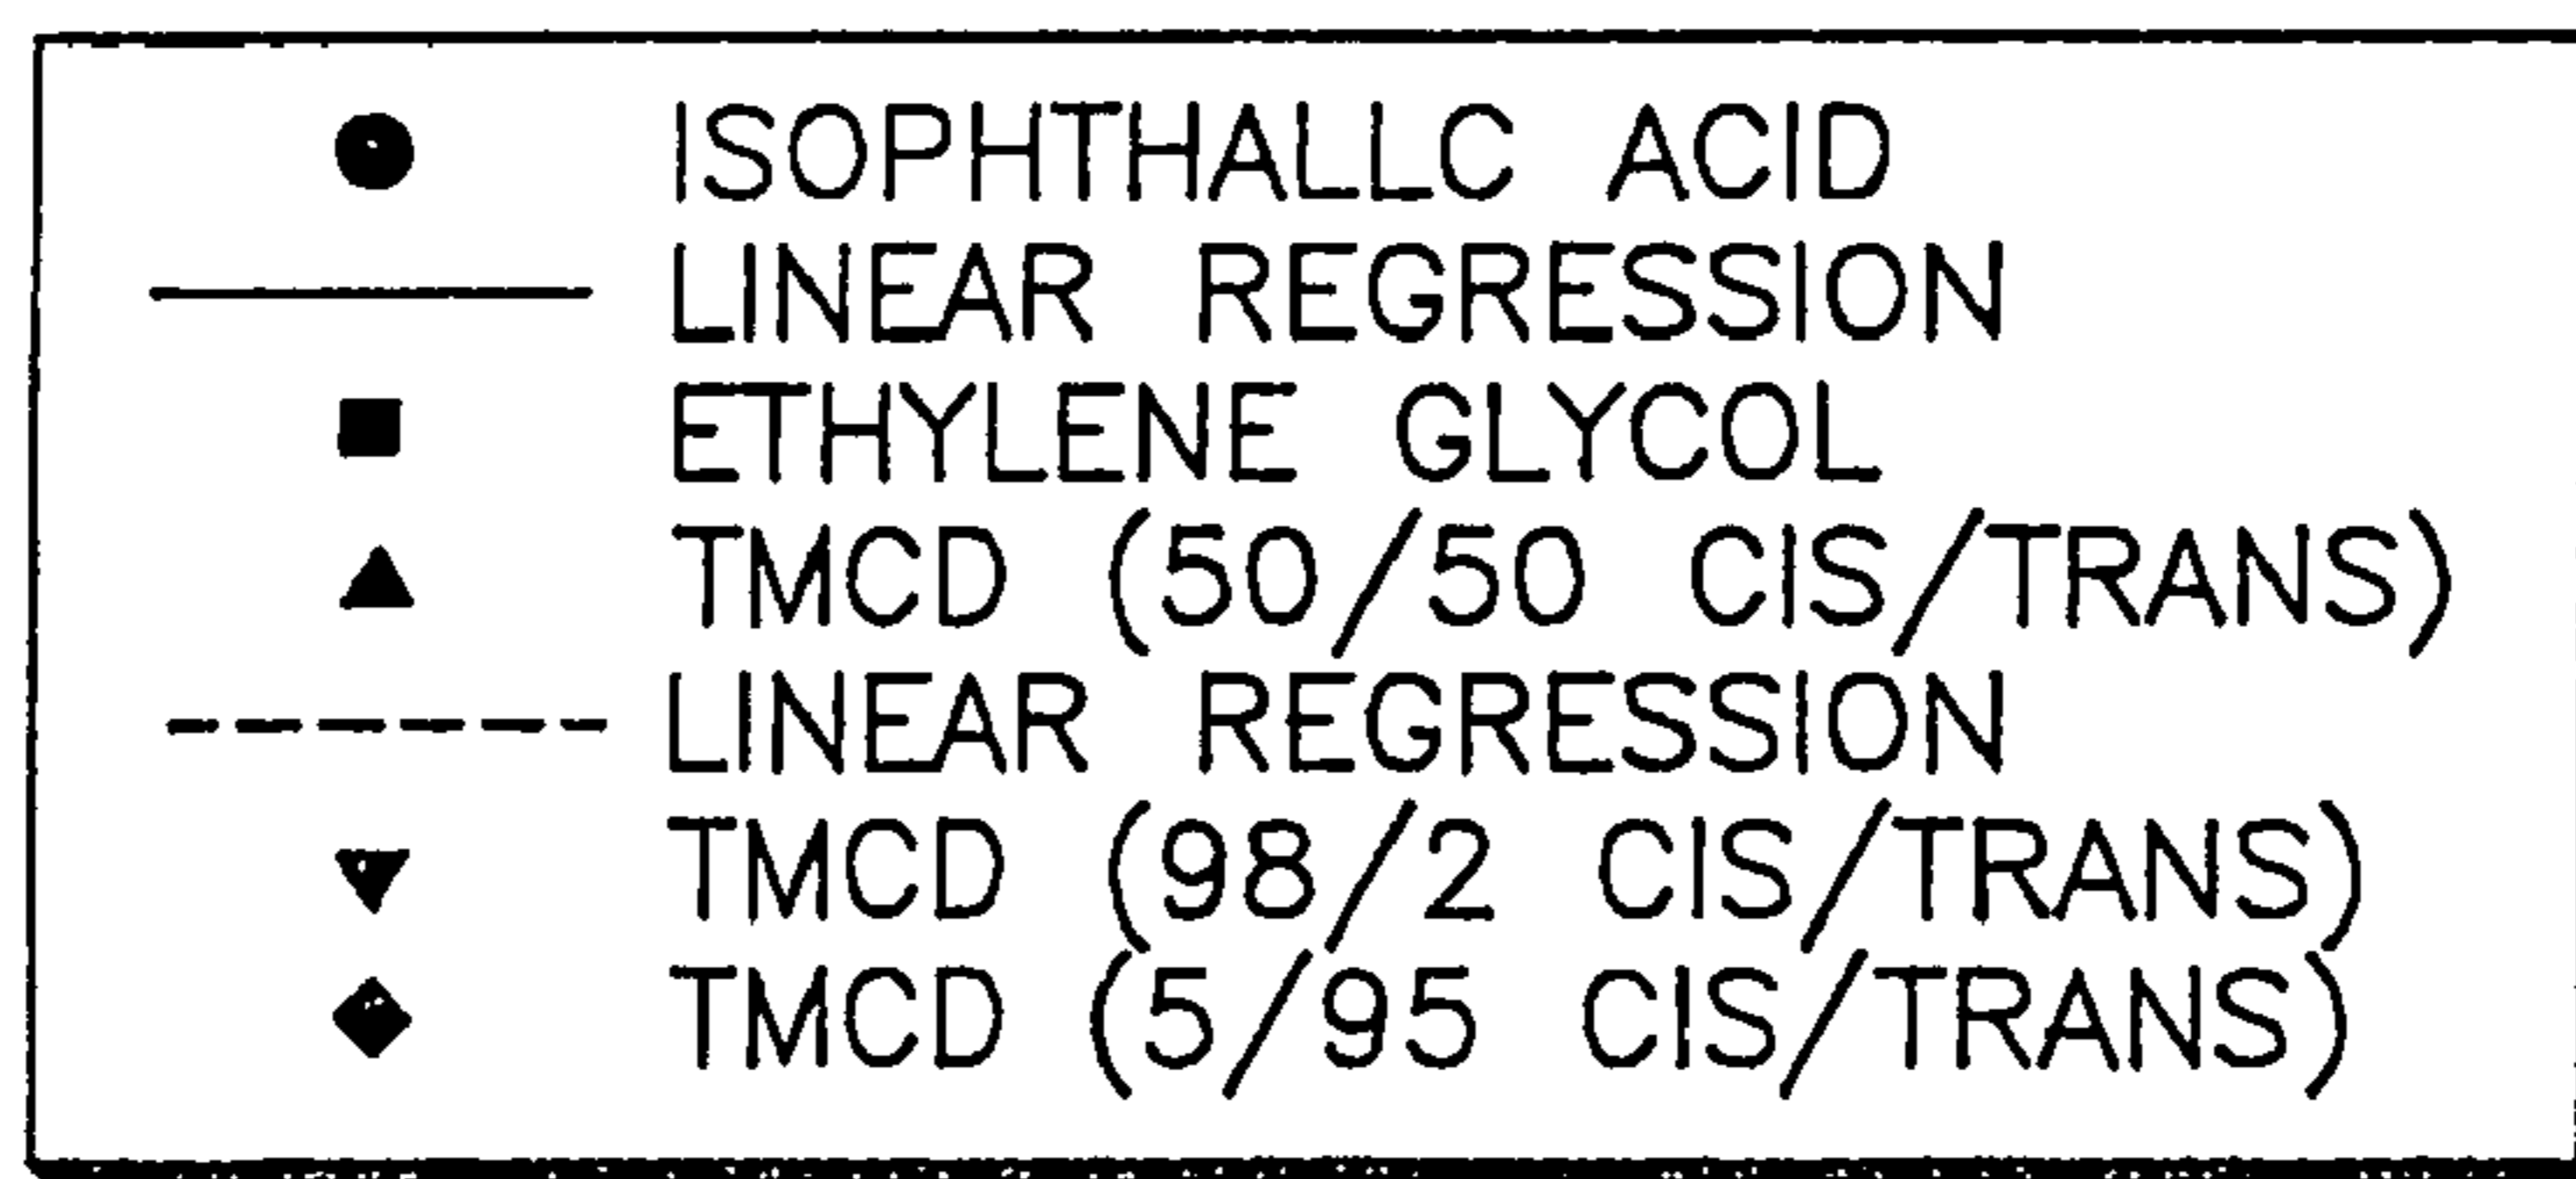 ISOPHTHALLC ACID
LINEAR REGRESSION
ETHYLENE GLYCOL
TMCD (50/50 CIS/TRANS)
LINEAR REGRESSION
TMCD (98/2 CIS/TRANS)
TMCD (5/95 CIS/TRANS)